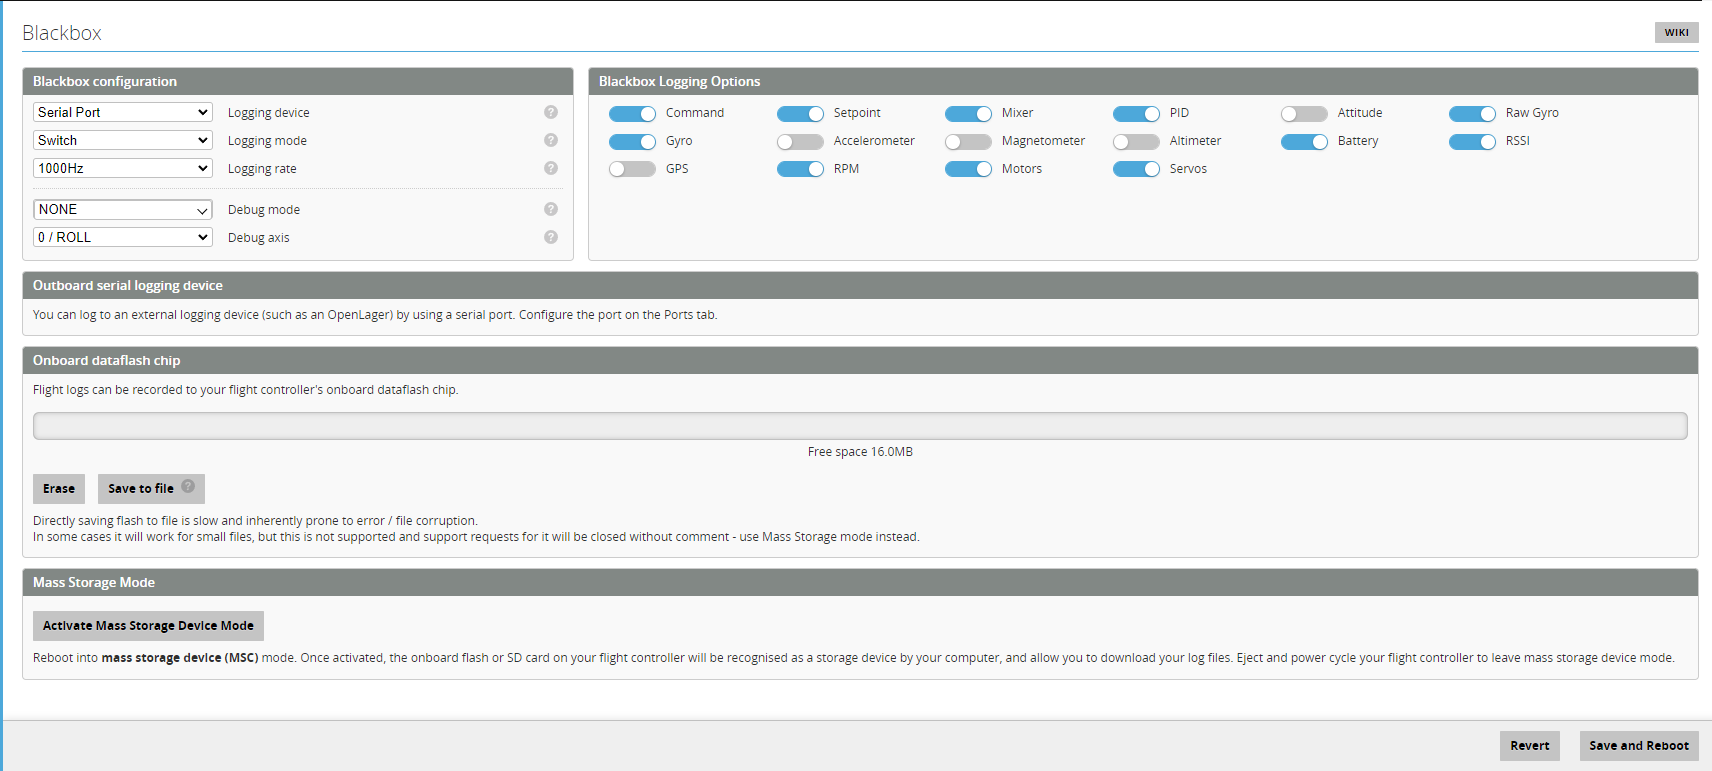 Blackbox
WIKI
Blackbox configuration
Serial Port Logging device ?
Switch Logging mode ?
1000Hz Logging rate ?
NONE Debug mode ?
0 / ROLL Debug axis ?
Blackbox Logging Options
Command Setpoint Mixer PID Attitude Raw Gyro
Gyro Accelerometer Magnetometer Altimeter Battery RSSI
GPS RPM Motors Servos
Outboard serial logging device
You can log to an external logging device (such as an OpenLager) by using a serial port. Configure the port on the Ports tab.
Onboard dataflash chip
Flight logs can be recorded to your flight controller's onboard dataflash chip.
Free space 16.0MB
Erase Save to file ?
Directly saving flash to file is slow and inherently prone to error / file corruption.
In some cases it will work for small files, but this is not supported and support requests for it will be closed without comment - use Mass Storage mode instead.
Mass Storage Mode
Activate Mass Storage Device Mode
Reboot into mass storage device (MSC) mode. Once activated, the onboard flash or SD card on your flight controller will be recognised as a storage device by your computer, and allow you to download your log files. Eject and power cycle your flight controller to leave mass storage device mode.
Revert Save and Reboot